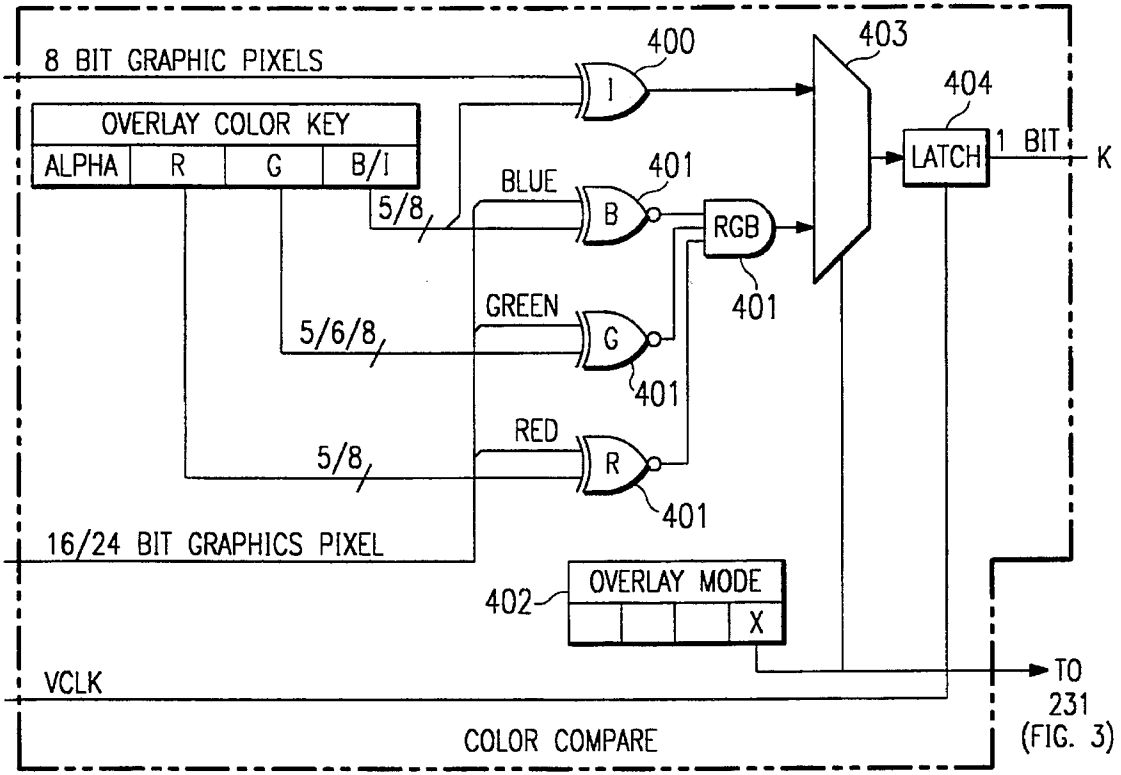 400
403
8 BIT GRAPHIC PIXELS
I
404
OVERLAY COLOR KEY
ALPHA R G B/I
LATCH
1 BIT
K
5/8
BLUE
401
B
RGB
401
GREEN
5/6/8
G
401
RED
5/8
R
401
16/24 BIT GRAPHICS PIXEL
402
OVERLAY MODE
X
VCLK
TO
231
(FIG. 3)
COLOR COMPARE